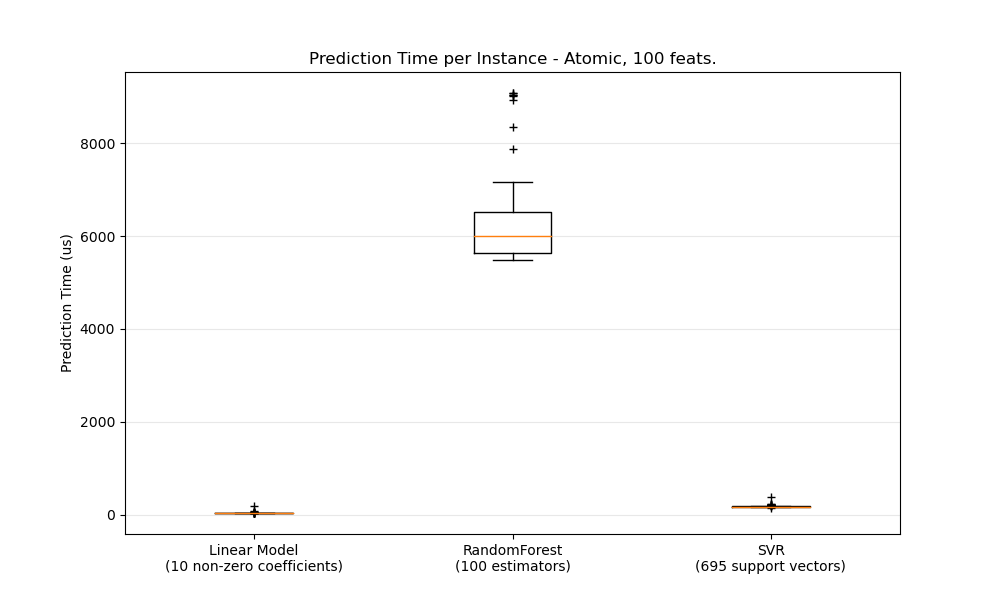 Prediction Time per Instance - Atomic, 100 feats.
Prediction Time (us)
8000
6000
4000
2000
0
Linear Model
(10 non-zero coefficients)
RandomForest
(100 estimators)
SVR
(695 support vectors)